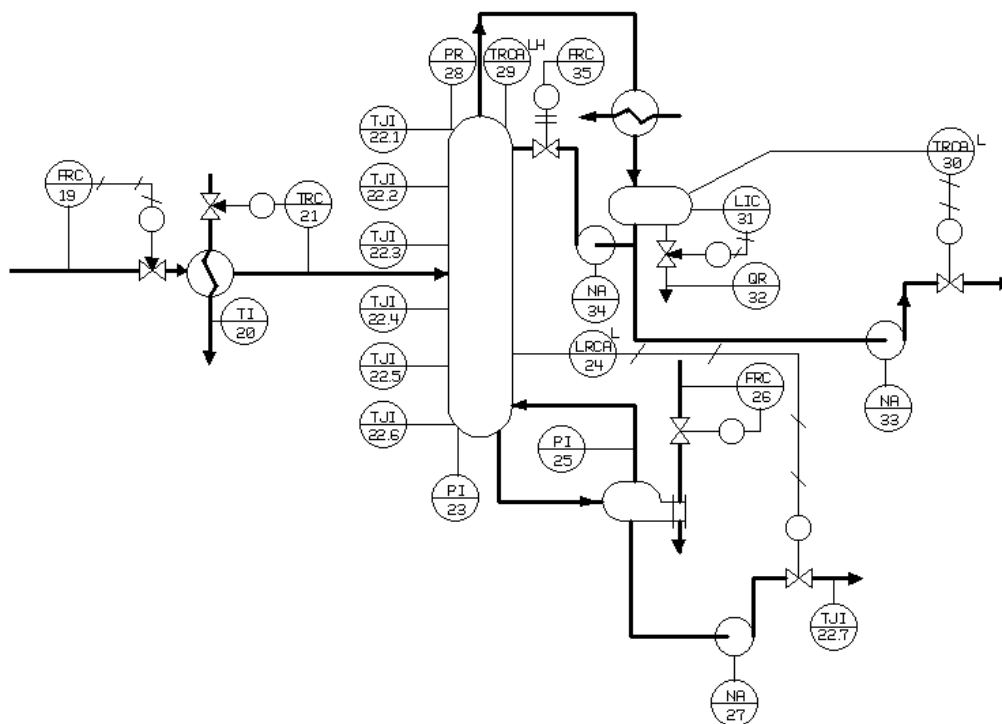 PR
28
TRCA
29
LH
FRC
35
TJI
22.1
TRCA
30
L
FRC
19
TJI
22.2
TRC
21
LIC
31
TJI
22.3
NA
34
QR
32
TI
20
TJI
22.4
LRCA
24
L
TJI
22.5
FRC
26
NA
33
TJI
22.6
PI
25
PI
23
TJI
22.7
NA
27